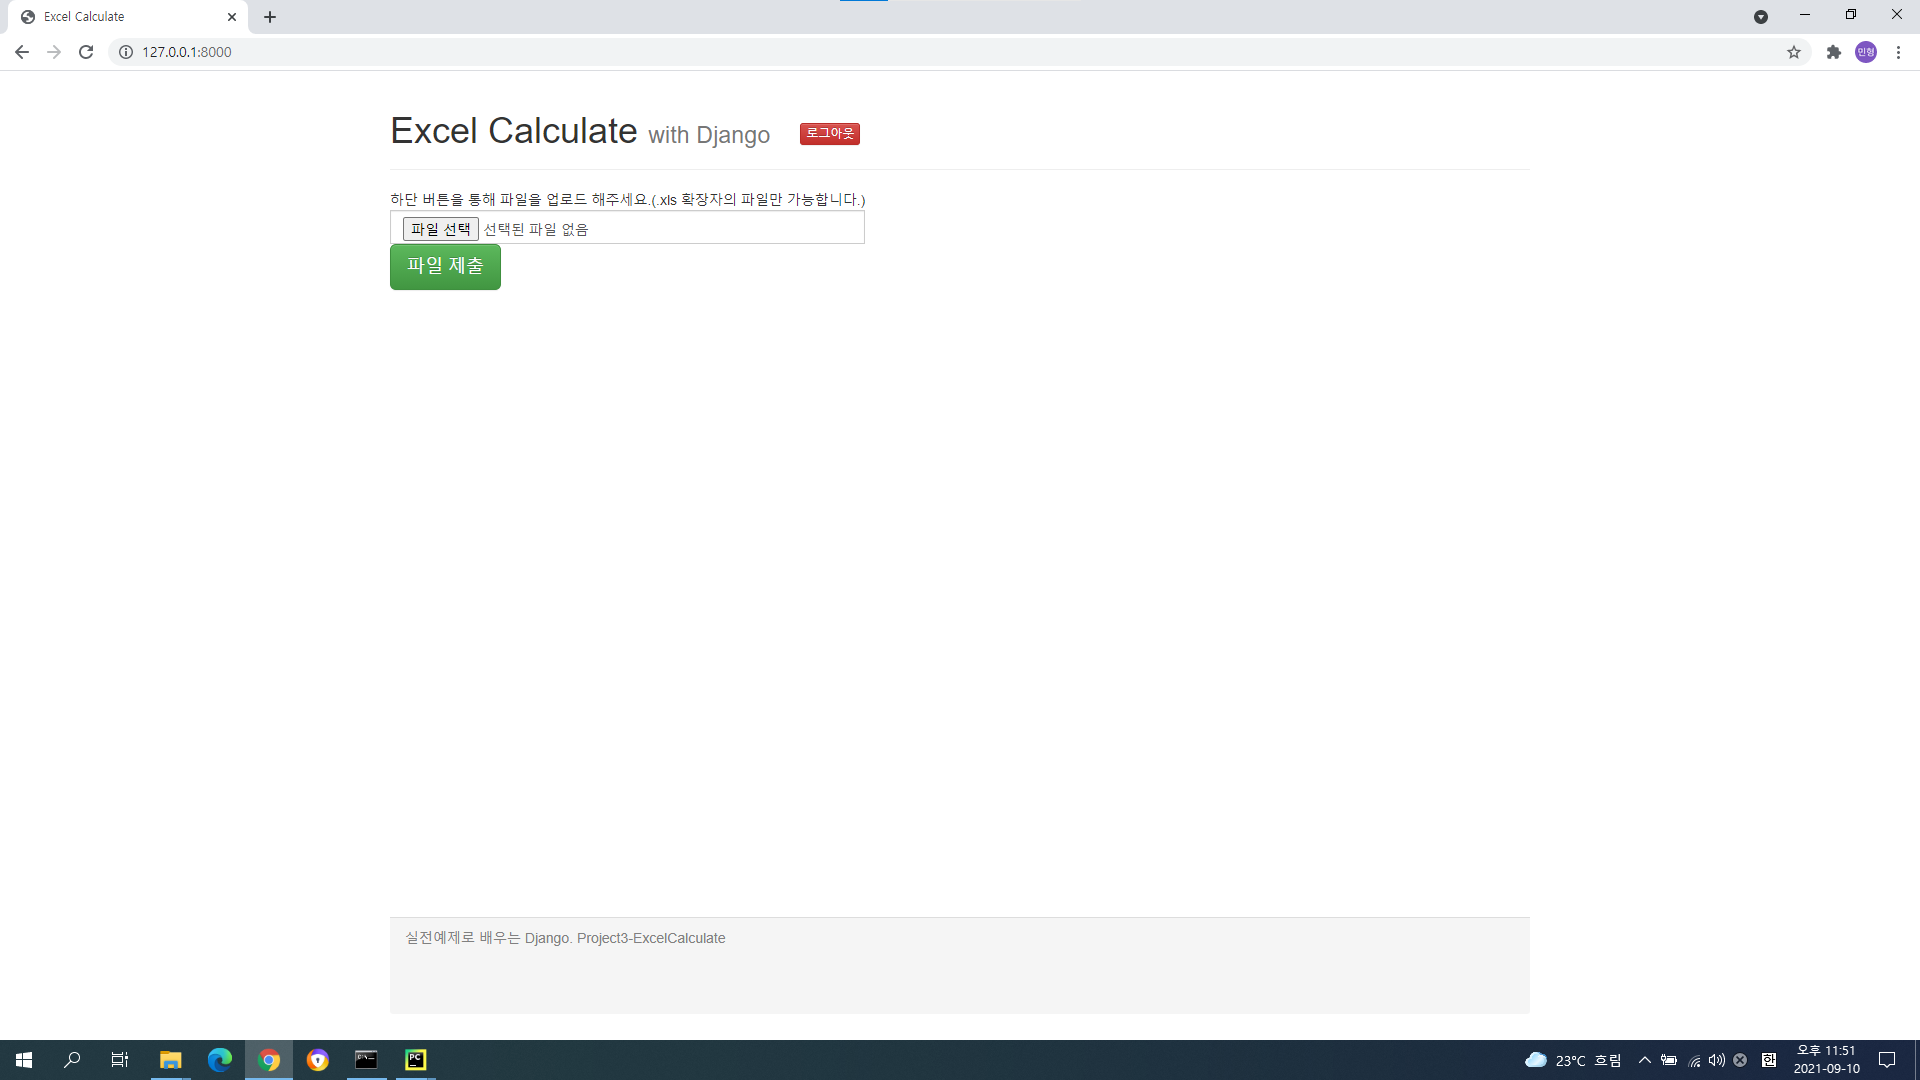 Excel Calculate
127.0.0.1:8000
민형
Excel Calculate with Django 로그아웃
하단 버튼을 통해 파일을 업로드 해주세요.(.xls 확장자의 파일만 가능합니다.)
파일 선택 선택된 파일 없음
파일 제출
실전예제로 배우는 Django. Project3-ExcelCalculate
PC
23°C 흐림
한
오후 11:51
2021-09-10